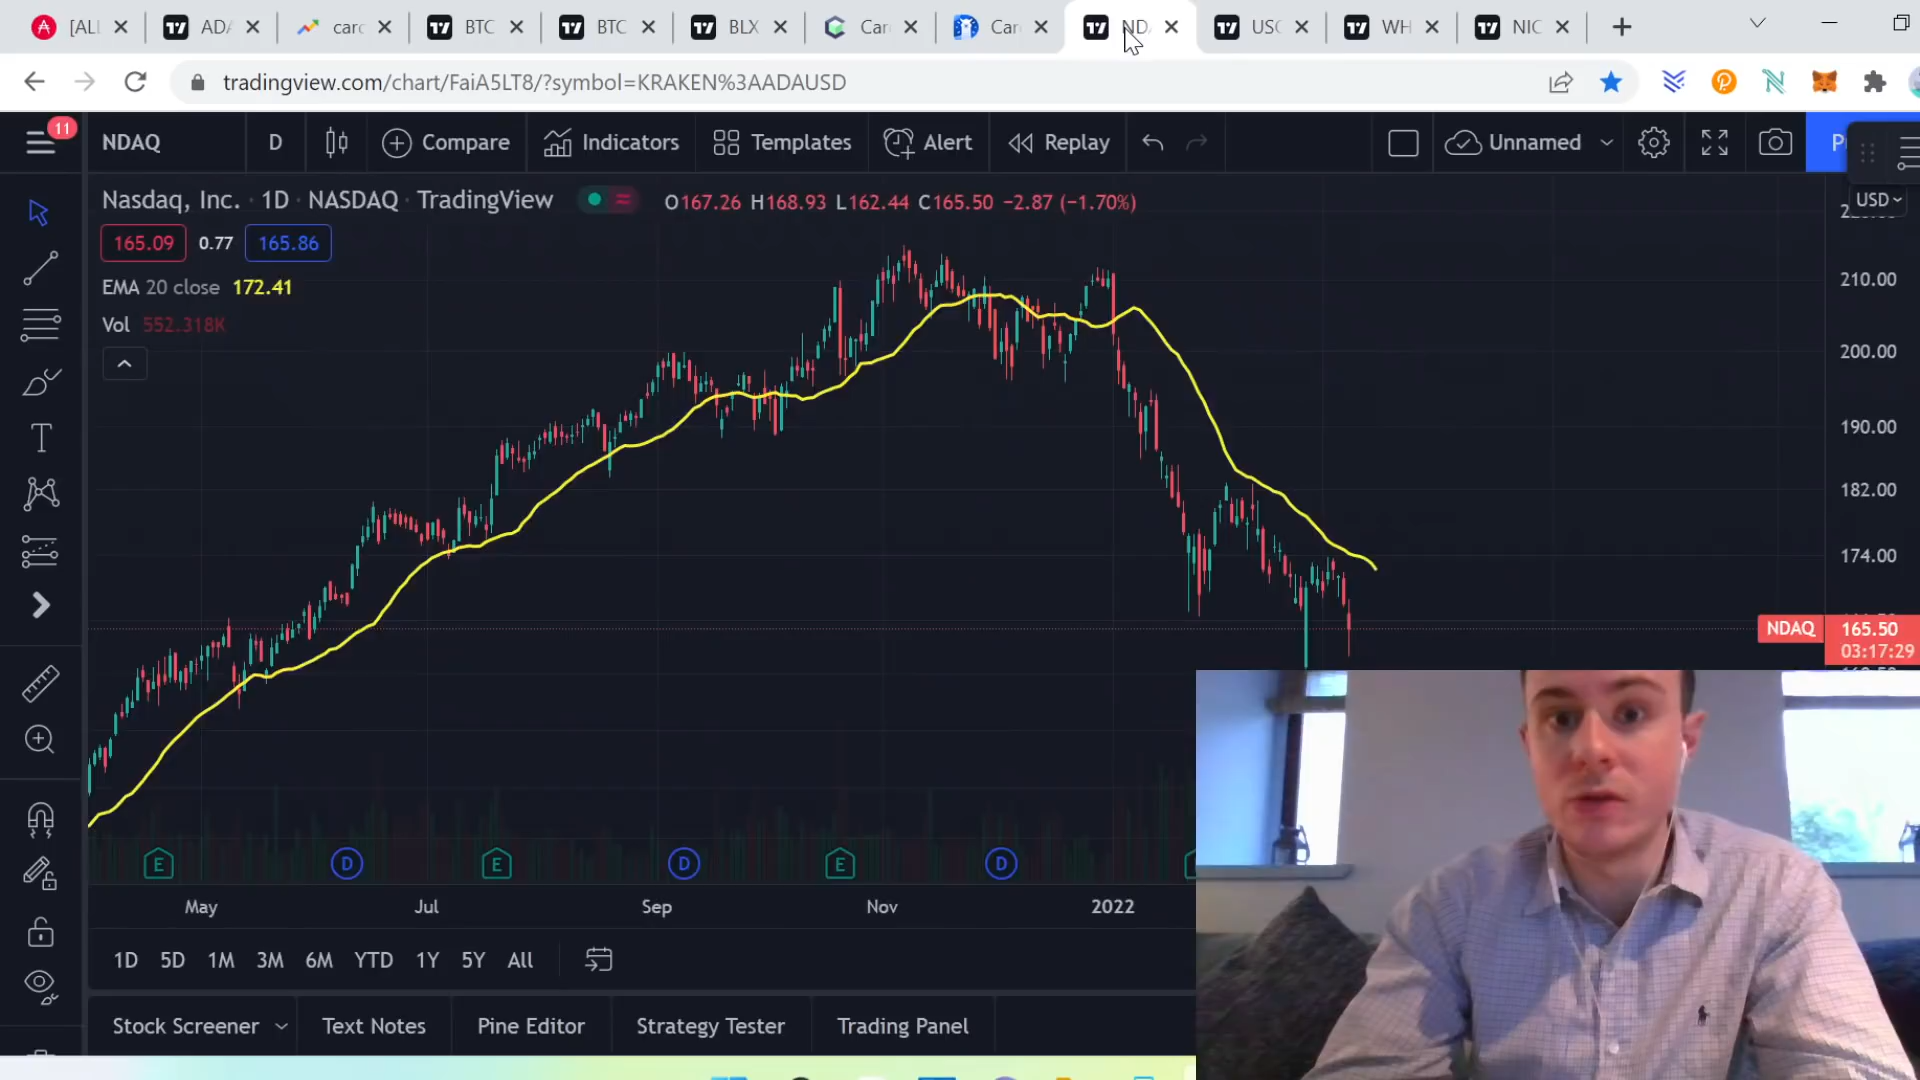 [ALL
ADA
card
BTC
BTC
BLX
Car
Car
ND
USO
WH
NIC
tradingview.com/chart/FaiA5LT8/?symbol=KRAKEN%3AADAUSD
11
NDAQ D Compare Indicators Templates Alert Replay Unnamed
Nasdaq, Inc. · 1D · NASDAQ · TradingView O167.26 H168.93 L162.44 C165.50 −2.87 (−1.70%)
USD
165.09 0.77 165.86
EMA 20 close 172.41
Vol 552.318K
210.00
200.00
190.00
182.00
174.00
NDAQ 165.50
03:17:29
E D E D E D
May Jul Sep Nov 2022
1D 5D 1M 3M 6M YTD 1Y 5Y All
Stock Screener Text Notes Pine Editor Strategy Tester Trading Panel